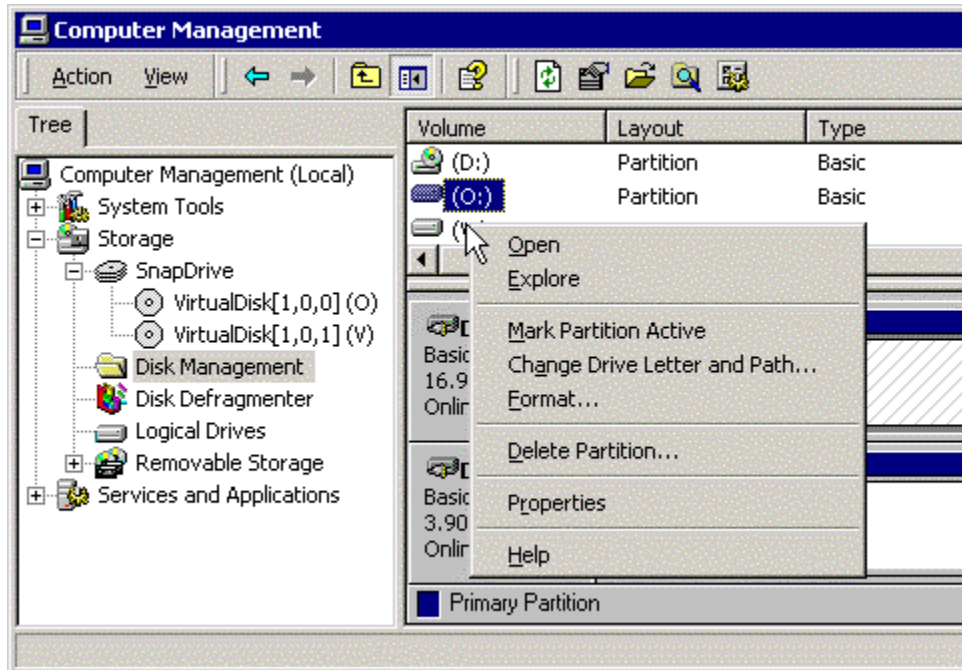 Computer Management
Action View
Tree
Computer Management (Local)
System Tools
Storage
SnapDrive
VirtualDisk[1,0,0] (O)
VirtualDisk[1,0,1] (V)
Disk Management
Disk Defragmenter
Logical Drives
Removable Storage
Services and Applications
Volume Layout Type
(D:) Partition Basic
(O:) Partition Basic
Open
Explore
Mark Partition Active
Change Drive Letter and Path...
Format...
Delete Partition...
Properties
Help
Basic
16.9
Onlin
Basic
3.90
Onlin
Primary Partition